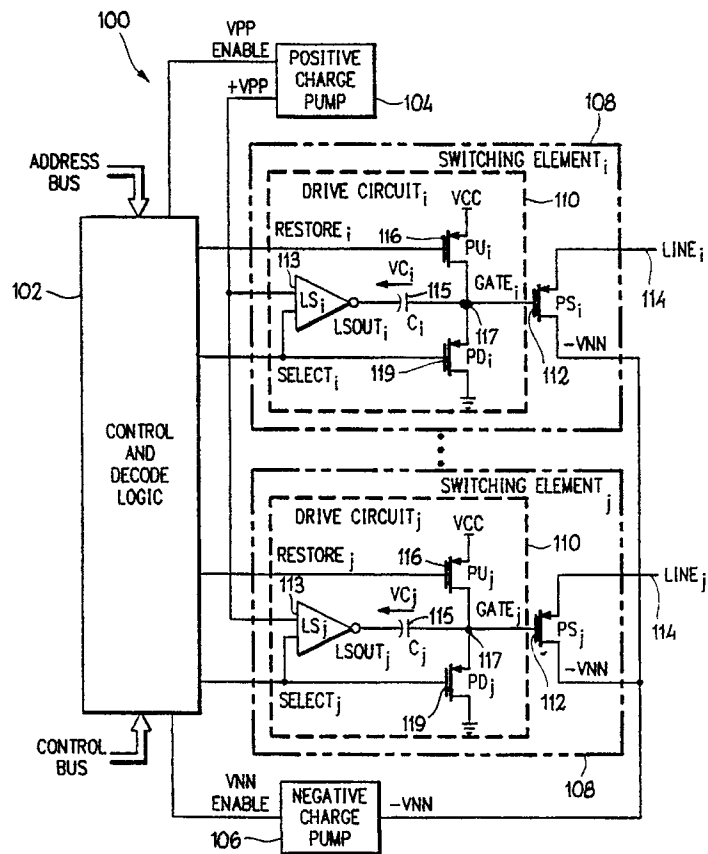 100
VPP
ENABLE
+VPP
POSITIVE
CHARGE
PUMP
104
108
ADDRESS
BUS
SWITCHING ELEMENTi
DRIVE CIRCUITi
VCC
110
RESTOREi
116
PUi
LINEi
102
113
LSi
VCj
115
GATEi
PSi
114
LSOUTi
Ci
117
-VNN
SELECTi
119
PDi
112
CONTROL
AND
DECODE
LOGIC
SWITCHING ELEMENTj
DRIVE CIRCUITj
VCC
110
RESTOREj
116
PUj
LINEj
113
LSj
VCj
115
GATEj
PSj
114
LSOUTj
Cj
117
-VNN
SELECTj
119
PDj
112
CONTROL
BUS
108
VNN
ENABLE
NEGATIVE
CHARGE
PUMP
-VNN
106